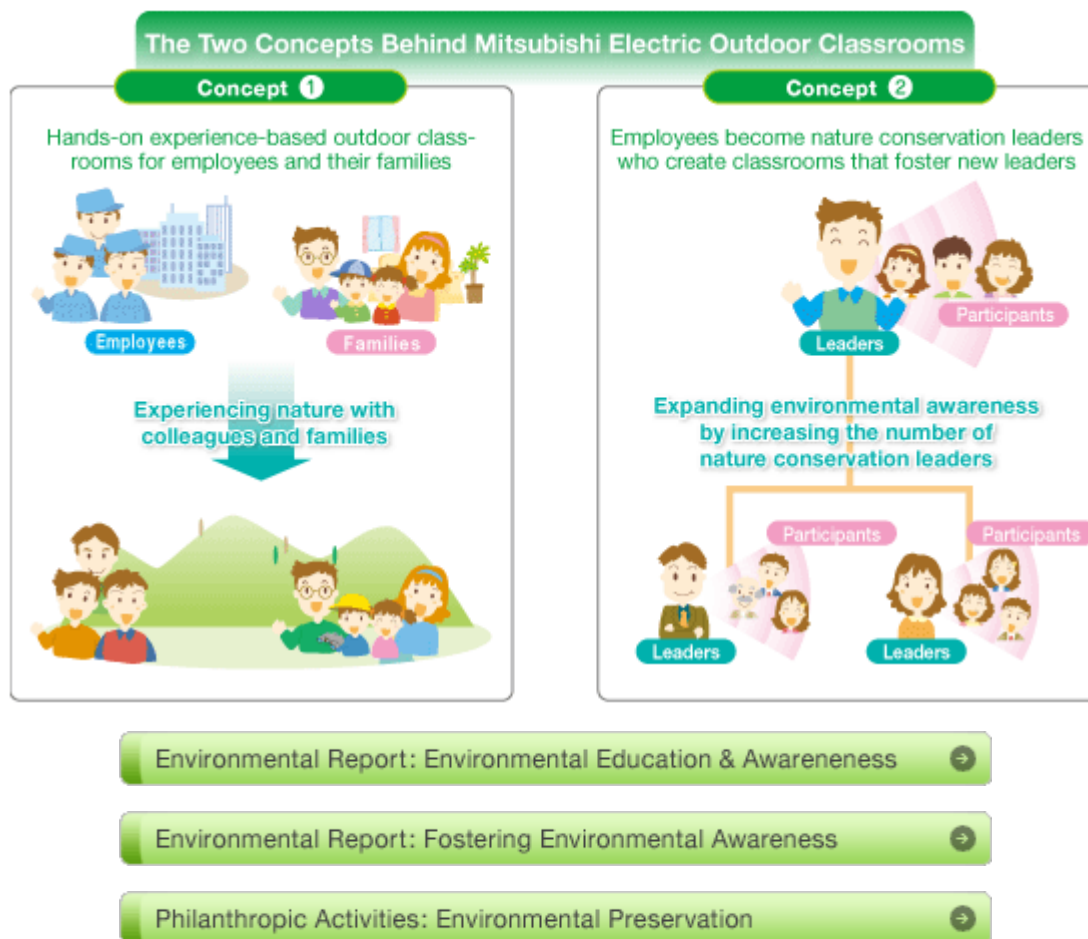 The Two Concepts Behind Mitsubishi Electric Outdoor Classrooms
Concept 1
Hands-on experience-based outdoor class-
rooms for employees and their families
Employees
Families
Experiencing nature with
colleagues and families
Concept 2
Employees become nature conservation leaders
who create classrooms that foster new leaders
Participants
Leaders
Expanding environmental awareness
by increasing the number of
nature conservation leaders
Participants
Participants
Leaders
Leaders
Environmental Report: Environmental Education & Awareneness
Environmental Report: Fostering Environmental Awareness
Philanthropic Activities: Environmental Preservation